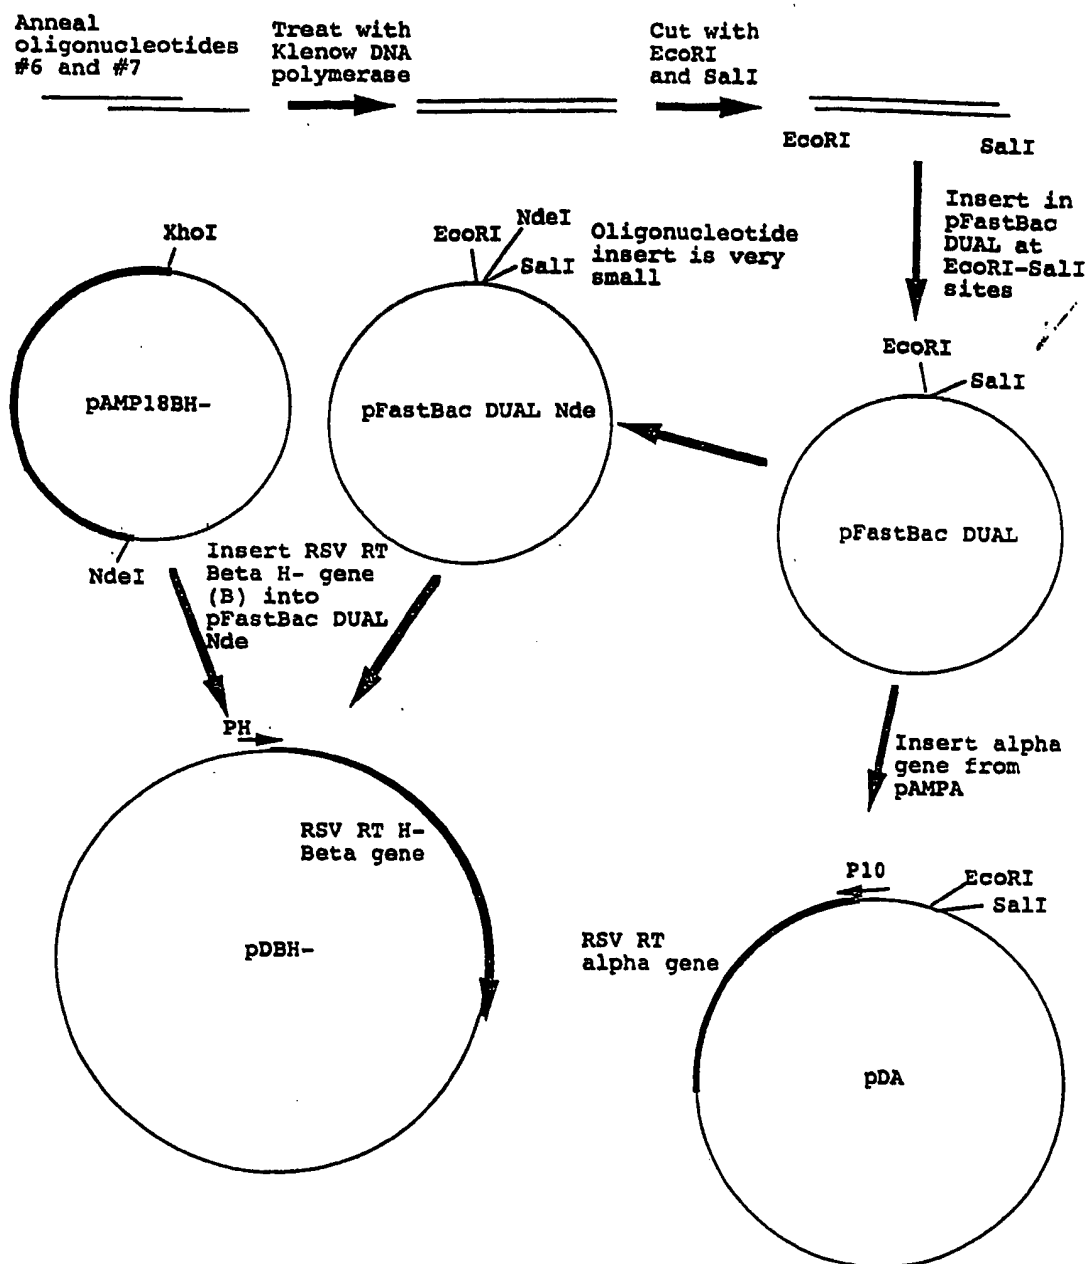 Anneal
oligonucleotides
#6 and #7
Treat with
Klenow DNA
polymerase
Cut with
EcoRI
and SalI
EcoRI
SalI
Insert in
pFastBac
DUAL at
EcoRI-SalI
sites
XhoI
EcoRI
NdeI
SalI
Oligonucleotide
insert is very
small
pAMP18BH-
pFastBac DUAL Nde
EcoRI
SalI
pFastBac DUAL
NdeI
Insert RSV RT
Beta H- gene
(B) into
pFastBac DUAL
Nde
PH
RSV RT H-
Beta gene
pDBH-
Insert alpha
gene from
pAMPA
P10
EcoRI
SalI
RSV RT
alpha gene
pDA